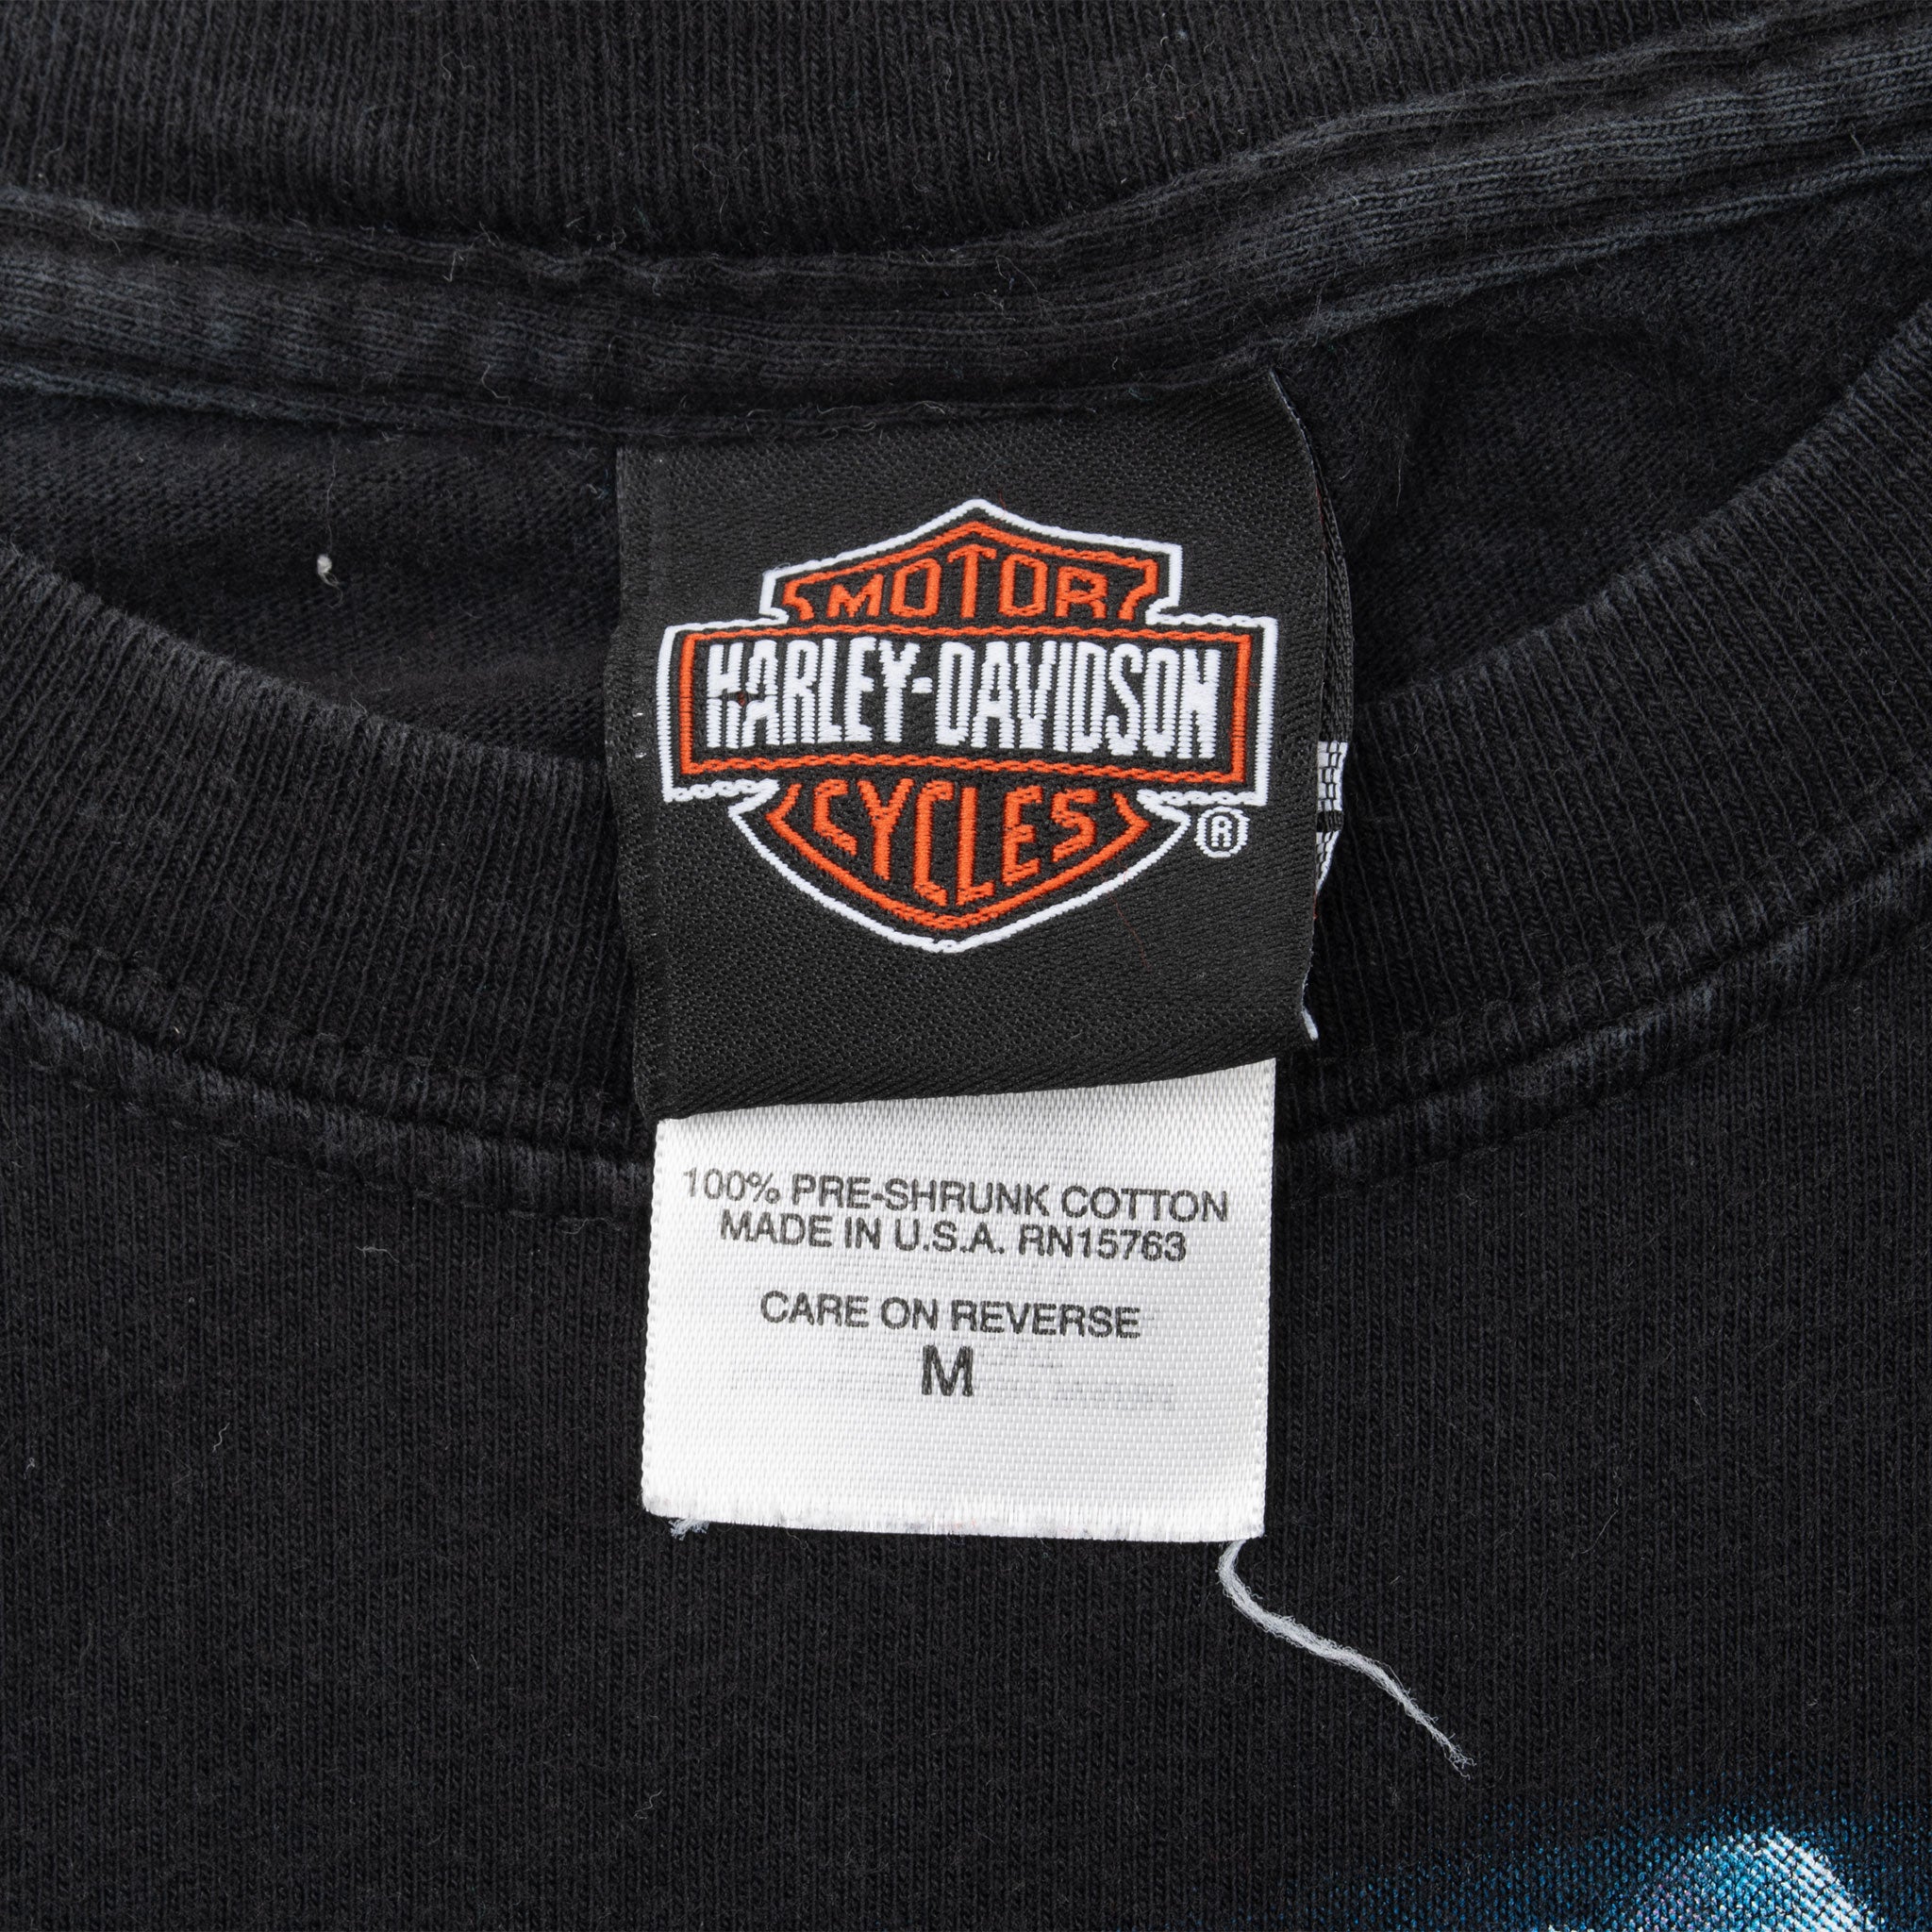 MOTOR
HARLEY-DAVIDSON
CYCLES
®
100% PRE-SHRUNK COTTON
MADE IN U.S.A. RN15763
CARE ON REVERSE
M